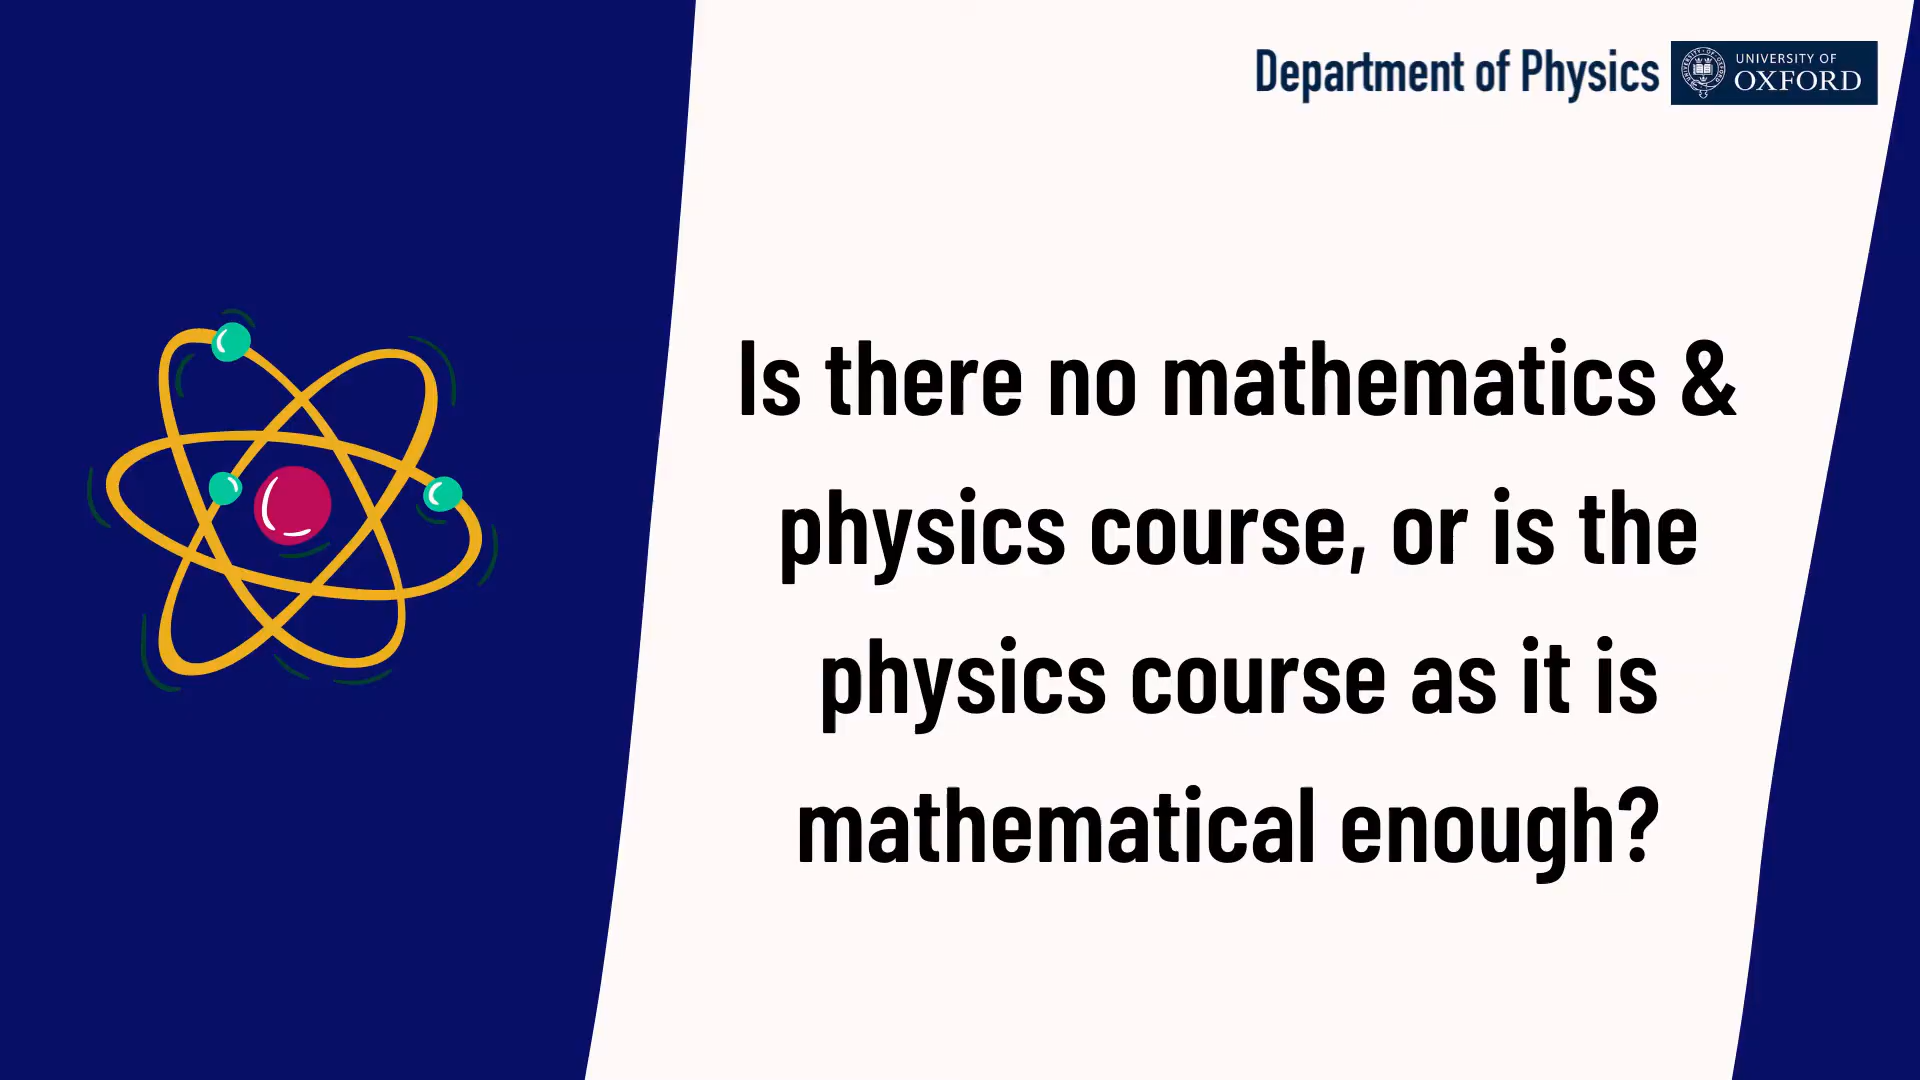 Department of Physics
UNIVERSITY OF
OXFORD
Is there no mathematics &
physics course, or is the
physics course as it is
mathematical enough?